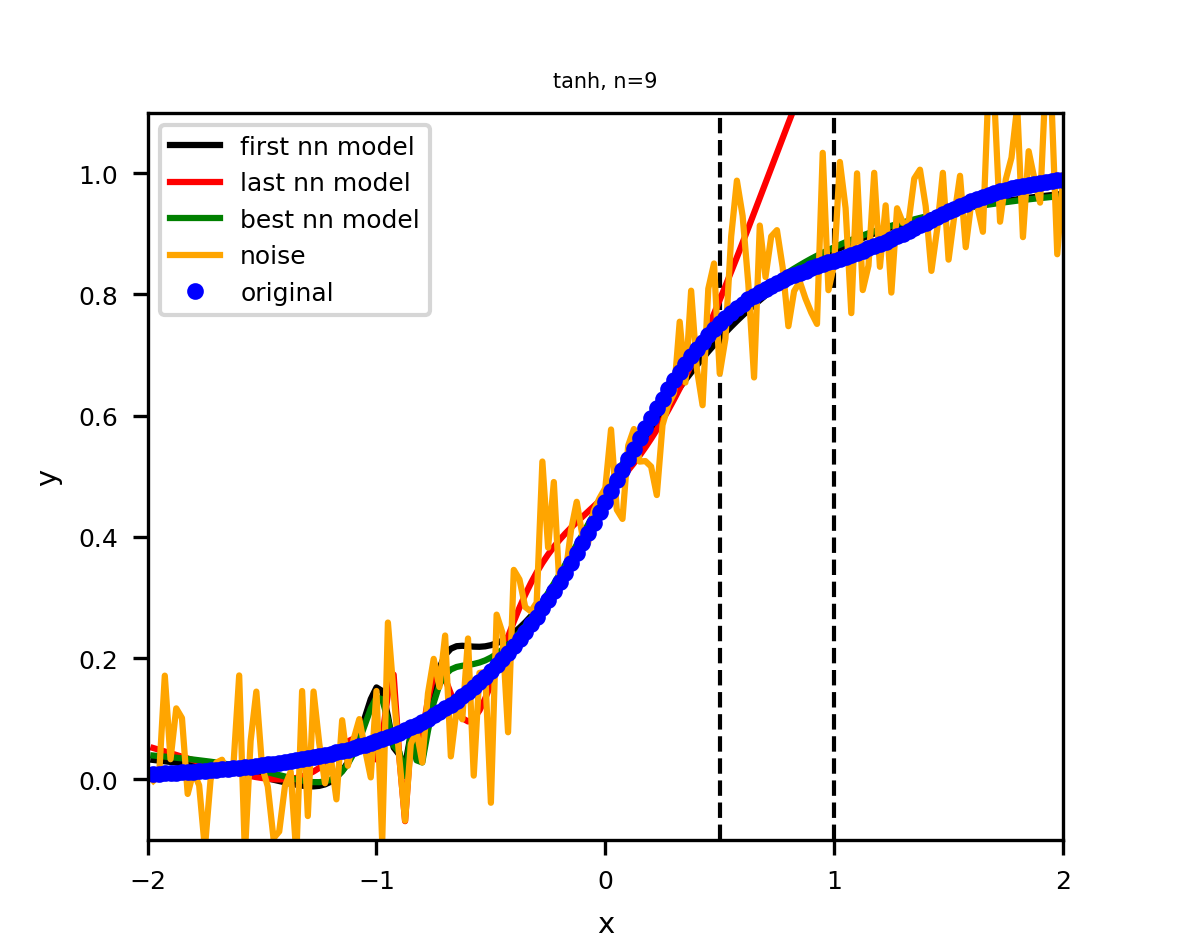 tanh, n=9
first nn model
last nn model
best nn model
noise
original
1.0
0.8
0.6
0.4
0.2
0.0
y
−2
−1
0
1
2
x